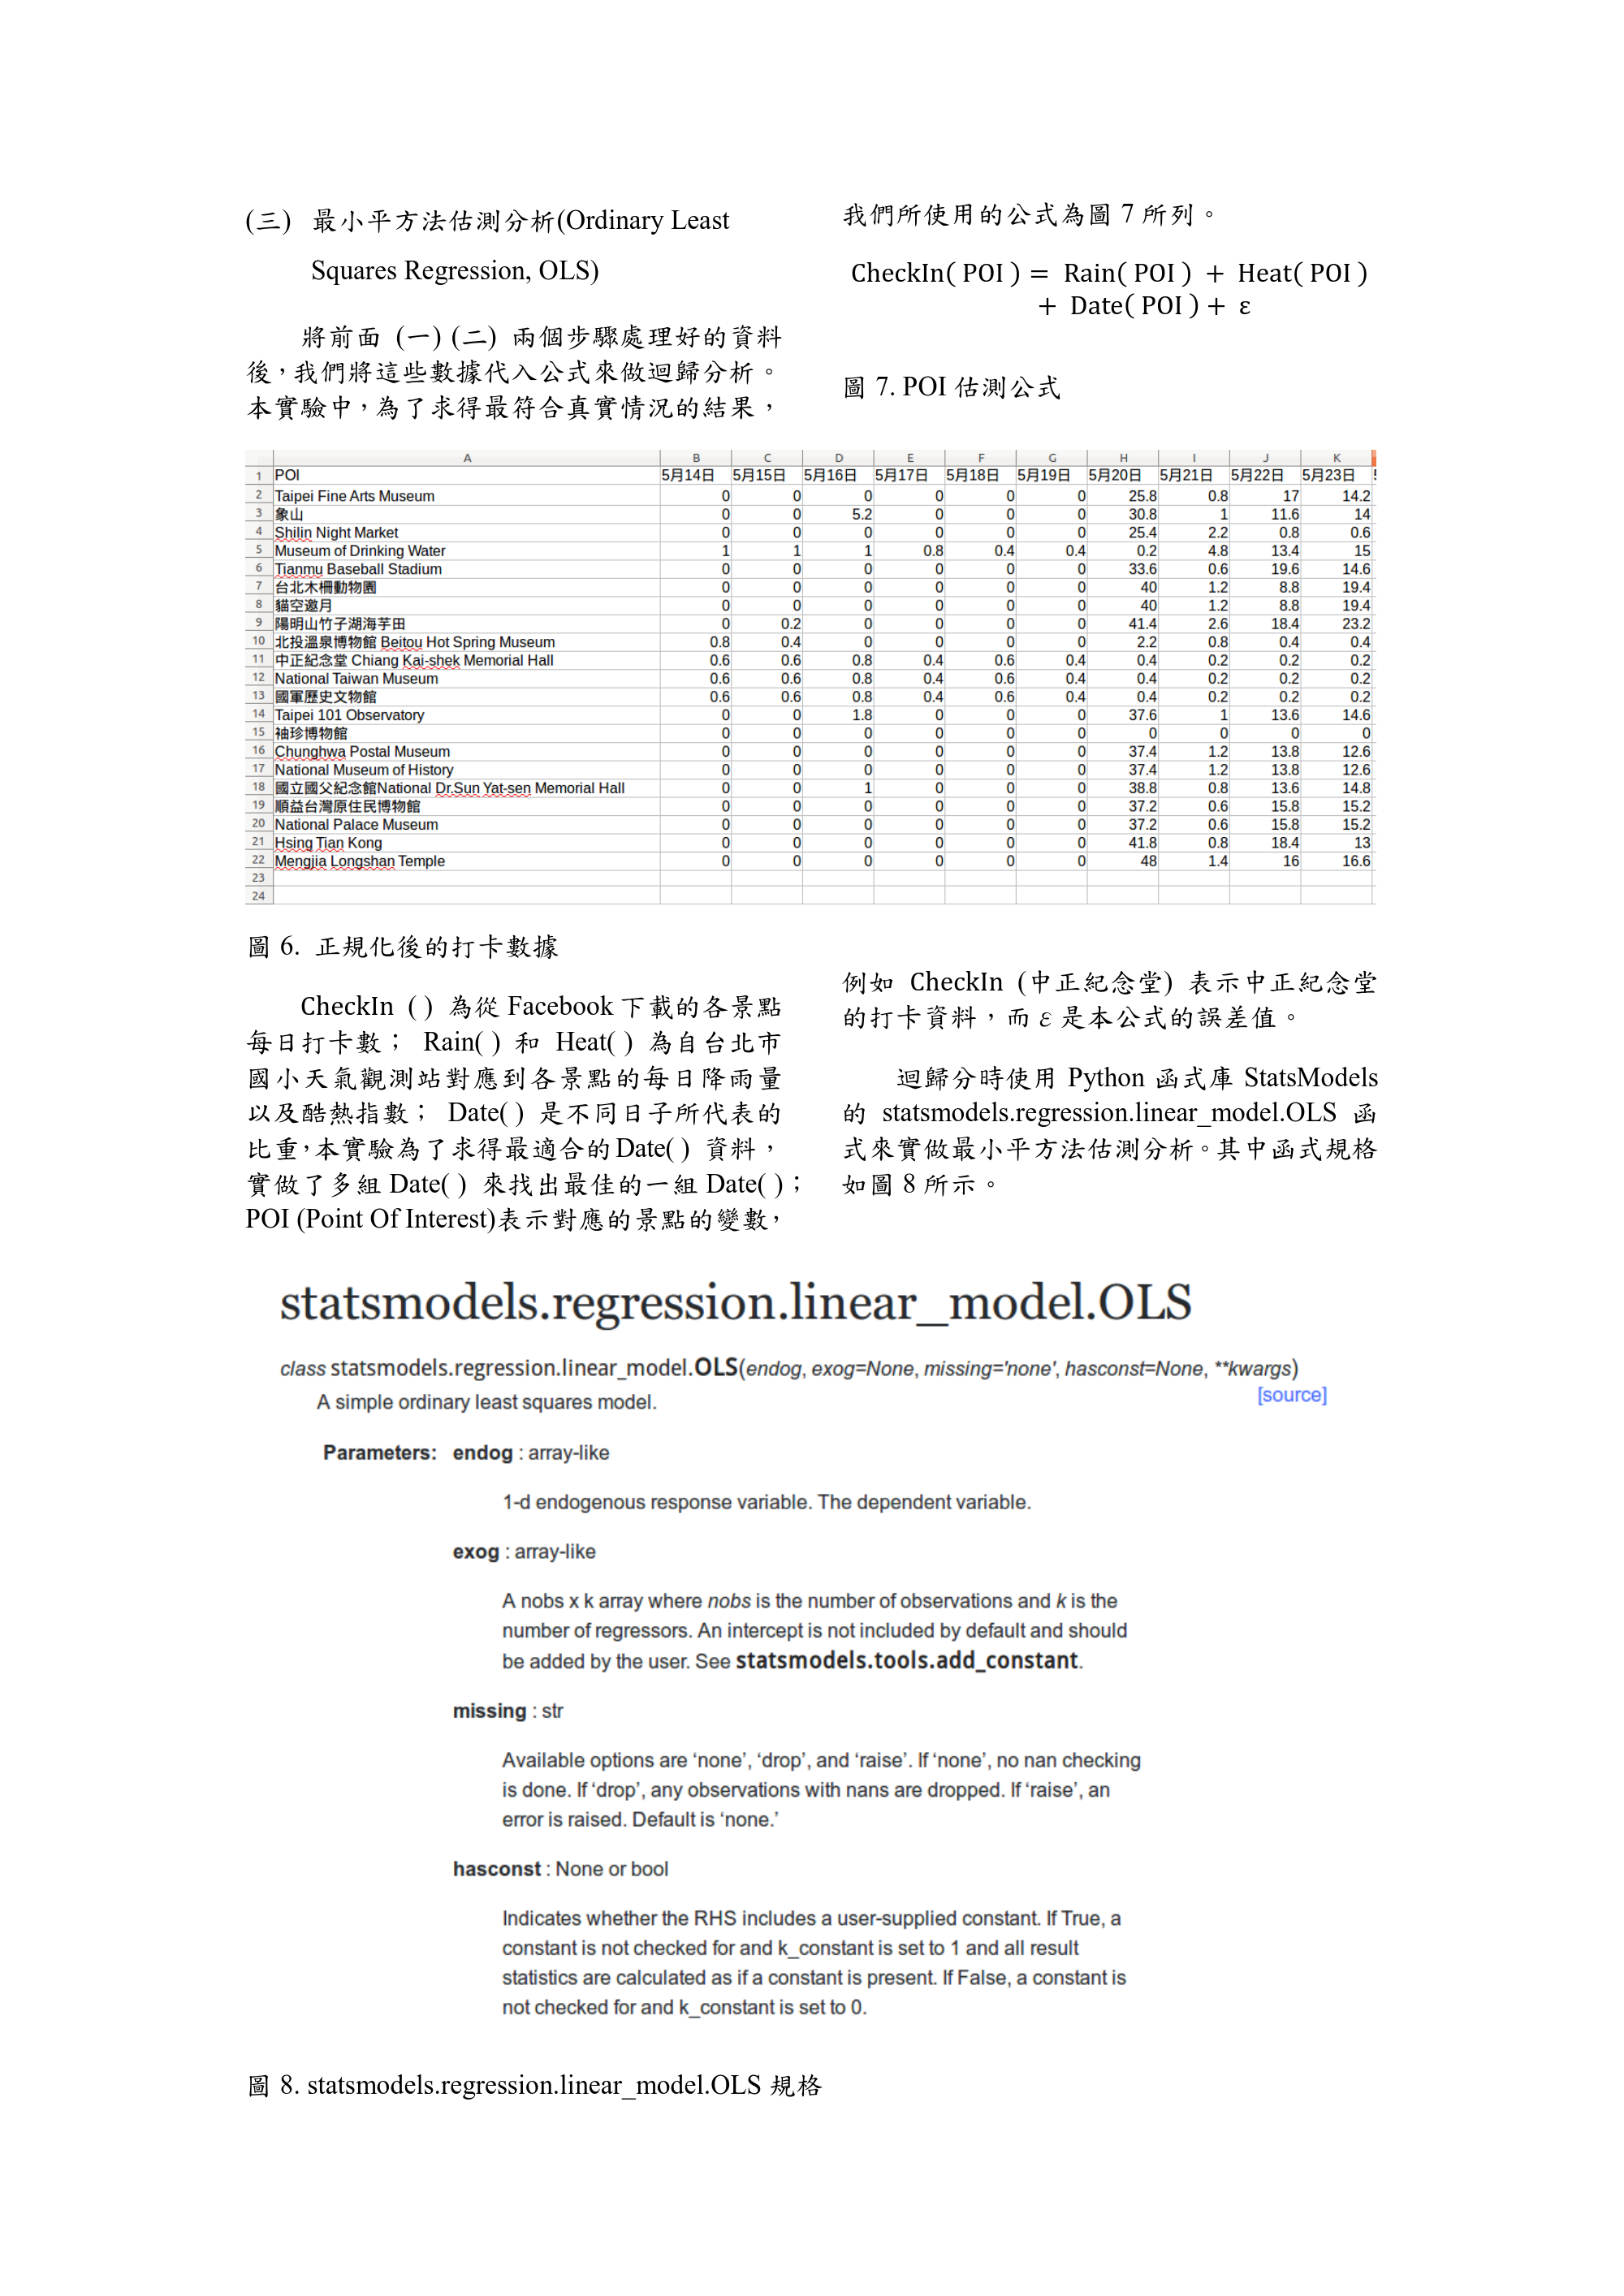 (三) 最小平方法估測分析(Ordinary Least
Squares Regression, OLS)
將前面 (一) (二) 兩個步驟處理好的資料
後，我們將這些數據代入公式來做迴歸分析。
本實驗中，為了求得最符合真實情況的結果，
我們所使用的公式為圖 7 所列。
CheckIn( POI ) = Rain( POI ) + Heat( POI )
+ Date( POI ) + ε
圖 7. POI 估測公式
A B C D E F G H I J K
1 POI 5月14日 5月15日 5月16日 5月17日 5月18日 5月19日 5月20日 5月21日 5月22日 5月23日
2 Taipei Fine Arts Museum 0 0 0 0 0 0 25.8 0.8 17 14.2
3 象山 0 0 5.2 0 0 0 30.8 1 11.6 14
4 Shilin Night Market 0 0 0 0 0 0 25.4 2.2 0.8 0.6
5 Museum of Drinking Water 1 1 1 0.8 0.4 0.4 0.2 4.8 13.4 15
6 Tianmu Baseball Stadium 0 0 0 0 0 0 33.6 0.6 19.6 14.6
7 台北木柵動物園 0 0 0 0 0 0 40 1.2 8.8 19.4
8 貓空邀月 0 0 0 0 0 0 40 1.2 8.8 19.4
9 陽明山竹子湖海芋田 0 0.2 0 0 0 0 41.4 2.6 18.4 23.2
10 北投溫泉博物館 Beitou Hot Spring Museum 0.8 0.4 0 0 0 0 2.2 0.8 0.4 0.4
11 中正紀念堂 Chiang Kai-shek Memorial Hall 0.6 0.6 0.8 0.4 0.6 0.4 0.4 0.2 0.2 0.2
12 National Taiwan Museum 0.6 0.6 0.8 0.4 0.6 0.4 0.4 0.2 0.2 0.2
13 國軍歷史文物館 0.6 0.6 0.8 0.4 0.6 0.4 0.4 0.2 0.2 0.2
14 Taipei 101 Observatory 0 0 1.8 0 0 0 37.6 1 13.6 14.6
15 袖珍博物館 0 0 0 0 0 0 0 0 0 0
16 Chunghwa Postal Museum 0 0 0 0 0 0 37.4 1.2 13.8 12.6
17 National Museum of History 0 0 0 0 0 0 37.4 1.2 13.8 12.6
18 國立國父紀念館National Dr.Sun Yat-sen Memorial Hall 0 0 1 0 0 0 38.8 0.8 13.6 14.8
19 順益台灣原住民博物館 0 0 0 0 0 0 37.2 0.6 15.8 15.2
20 National Palace Museum 0 0 0 0 0 0 37.2 0.6 15.8 15.2
21 Hsing Tian Kong 0 0 0 0 0 0 41.8 0.8 18.4 13
22 Mengjia Longshan Temple 0 0 0 0 0 0 48 1.4 16 16.6
23
24
圖 6. 正規化後的打卡數據
CheckIn ( ) 為從 Facebook 下載的各景點
每日打卡數； Rain( ) 和 Heat( ) 為自台北市
國小天氣觀測站對應到各景點的每日降雨量
以及酷熱指數； Date( ) 是不同日子所代表的
比重，本實驗為了求得最適合的 Date( ) 資料，
實做了多組 Date( ) 來找出最佳的一組 Date( )；
POI (Point Of Interest)表示對應的景點的變數，
例如 CheckIn (中正紀念堂) 表示中正紀念堂
的打卡資料，而 ε 是本公式的誤差值。
迴歸分時使用 Python 函式庫 StatsModels
的 statsmodels.regression.linear_model.OLS 函
式來實做最小平方法估測分析。其中函式規格
如圖 8 所示。
statsmodels.regression.linear_model.OLS
class statsmodels.regression.linear_model.OLS(endog, exog=None, missing='none', hasconst=None, **kwargs)
[source]
A simple ordinary least squares model.
Parameters: endog : array-like
1-d endogenous response variable. The dependent variable.
exog : array-like
A nobs x k array where nobs is the number of observations and k is the
number of regressors. An intercept is not included by default and should
be added by the user. See statsmodels.tools.add_constant.
missing : str
Available options are ‘none’, ‘drop’, and ‘raise’. If ‘none’, no nan checking
is done. If ‘drop’, any observations with nans are dropped. If ‘raise’, an
error is raised. Default is ‘none.’
hasconst : None or bool
Indicates whether the RHS includes a user-supplied constant. If True, a
constant is not checked for and k_constant is set to 1 and all result
statistics are calculated as if a constant is present. If False, a constant is
not checked for and k_constant is set to 0.
圖 8. statsmodels.regression.linear_model.OLS 規格